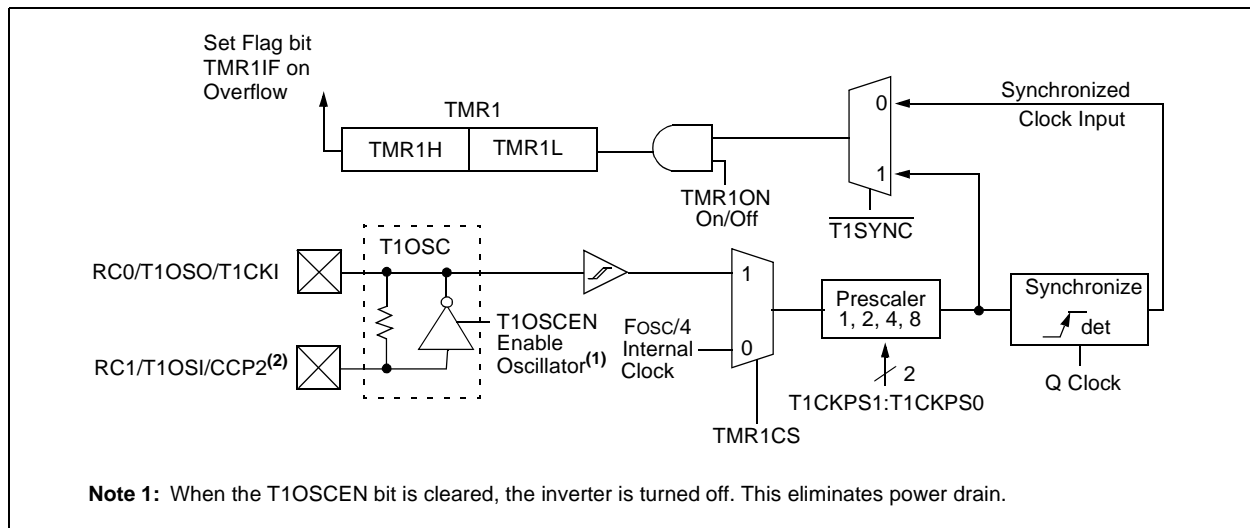 Set Flag bit
TMR1IF on
Overflow
TMR1
TMR1H
TMR1L
TMR1ON
On/Off
0
1
T1SYNC
Synchronized
Clock Input
T1OSC
RC0/T1OSO/T1CKI
RC1/T1OSI/CCP2(2)
T1OSCEN
Enable
Oscillator(1)
FOSC/4
Internal
Clock
1
0
TMR1CS
Prescaler
1, 2, 4, 8
2
T1CKPS1:T1CKPS0
Synchronize
det
Q Clock
Note 1: When the T1OSCEN bit is cleared, the inverter is turned off. This eliminates power drain.